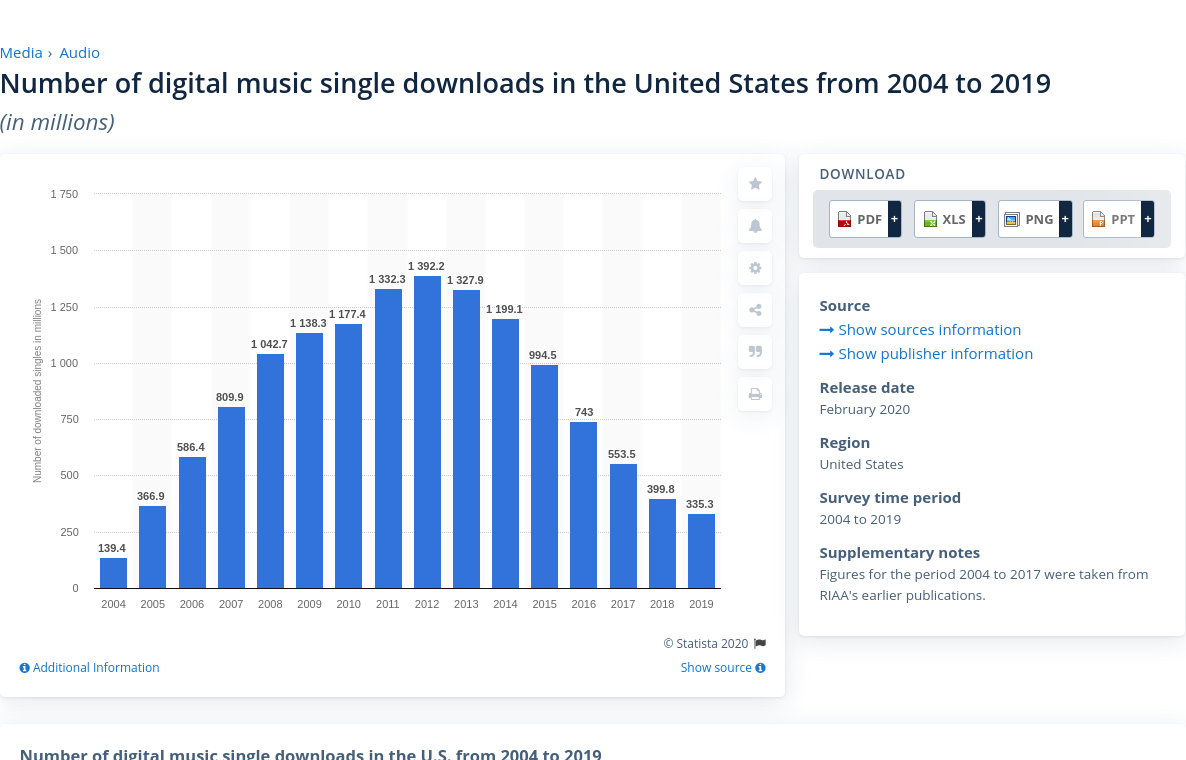 Media › Audio
Number of digital music single downloads in the United States from 2004 to 2019
(in millions)
1 750
1 500
1 250
1 000
750
500
250
0
Number of downloaded singles in millions
139.4
366.9
586.4
809.9
1 042.7
1 138.3
1 177.4
1 332.3
1 392.2
1 327.9
1 199.1
994.5
743
553.5
399.8
335.3
2004 2005 2006 2007 2008 2009 2010 2011 2012 2013 2014 2015 2016 2017 2018 2019
© Statista 2020
Additional Information
Show source
DOWNLOAD
PDF + XLS + PNG + PPT +
Source
Show sources information
Show publisher information
Release date
February 2020
Region
United States
Survey time period
2004 to 2019
Supplementary notes
Figures for the period 2004 to 2017 were taken from
RIAA's earlier publications.
Number of digital music single downloads in the U.S. from 2004 to 2019